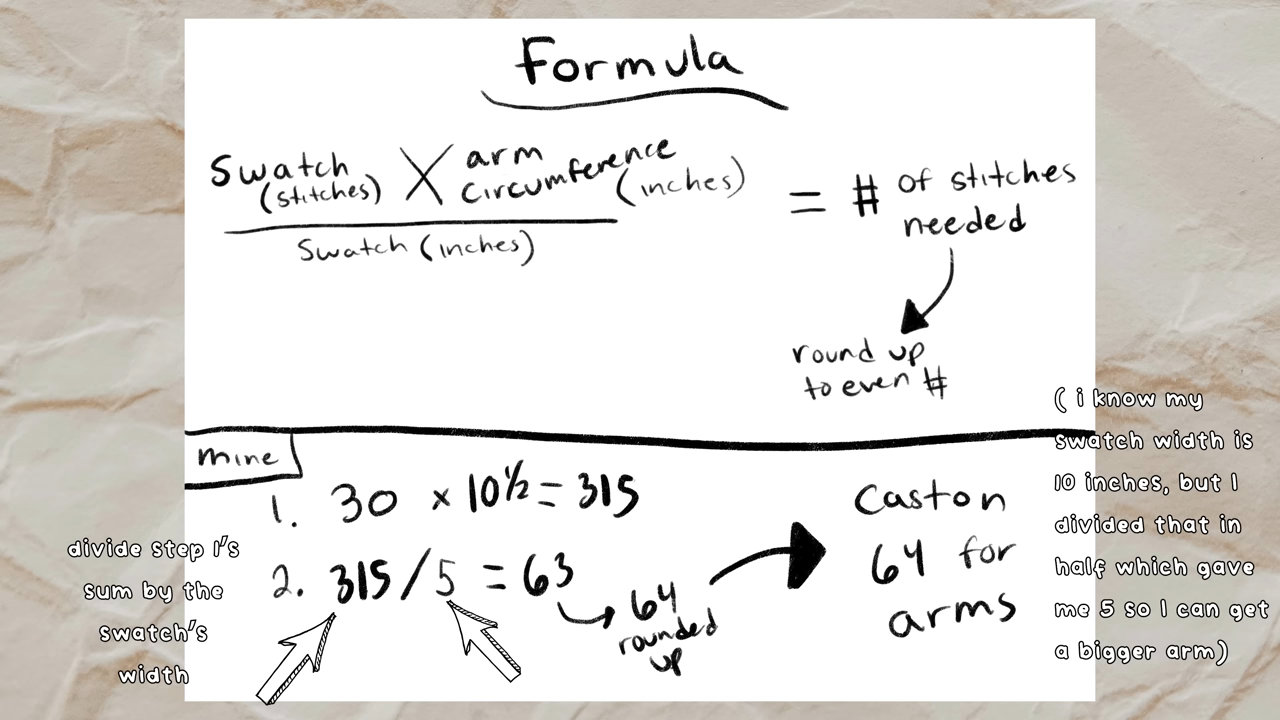 Formula
Swatch (stitches) X arm circumference (inches)
Swatch (inches)
= # of stitches needed
round up
to even #
mine
1. 30 x 10½ = 315
2. 315 / 5 = 63
64
rounded
up
Caston
64 for
arms
divide step 1's
sum by the
swatch's
width
( i know my
swatch width is
10 inches, but I
divided that in
half which gave
me 5 so I can get
a bigger arm)